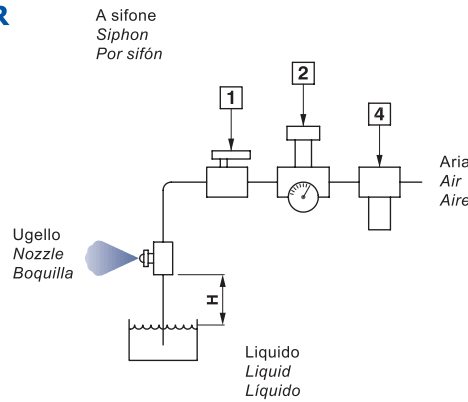 R
A sifone
Siphon
Por sifón
2
1
4
Aria
Air
Aire
Ugello
Nozzle
Boquilla
H
Liquido
Liquid
Líquido